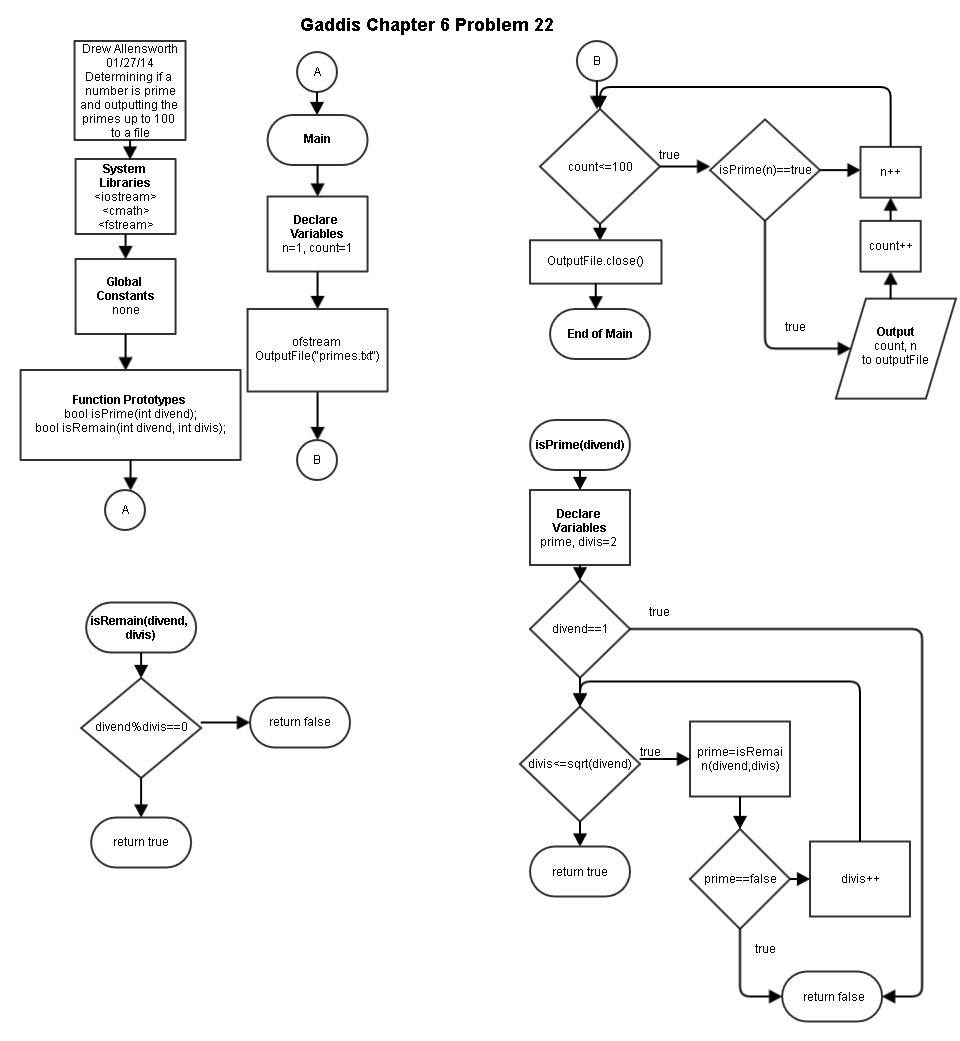 Gaddis Chapter 6 Problem 22
Drew Allensworth
01/27/14
Determining if a
number is prime
and outputting the
primes up to 100
to a file
System
Libraries
<iostream>
<cmath>
<fstream>
Global
Constants
none
Function Prototypes
bool isPrime(int divend);
bool isRemain(int divend, int divis);
A
A
Main
Declare
Variables
n=1, count=1
ofstream
OutputFile("primes.txt")
B
B
count<=100
true
isPrime(n)==true
n++
count++
true
Output
count, n
to outputFile
OutputFile.close()
End of Main
isPrime(divend)
Declare
Variables
prime, divis=2
divend==1
true
divis<=sqrt(divend)
true
prime=isRemai
n(divend,divis)
return true
prime==false
divis++
true
return false
isRemain(divend,
divis)
divend%divis==0
return false
return true